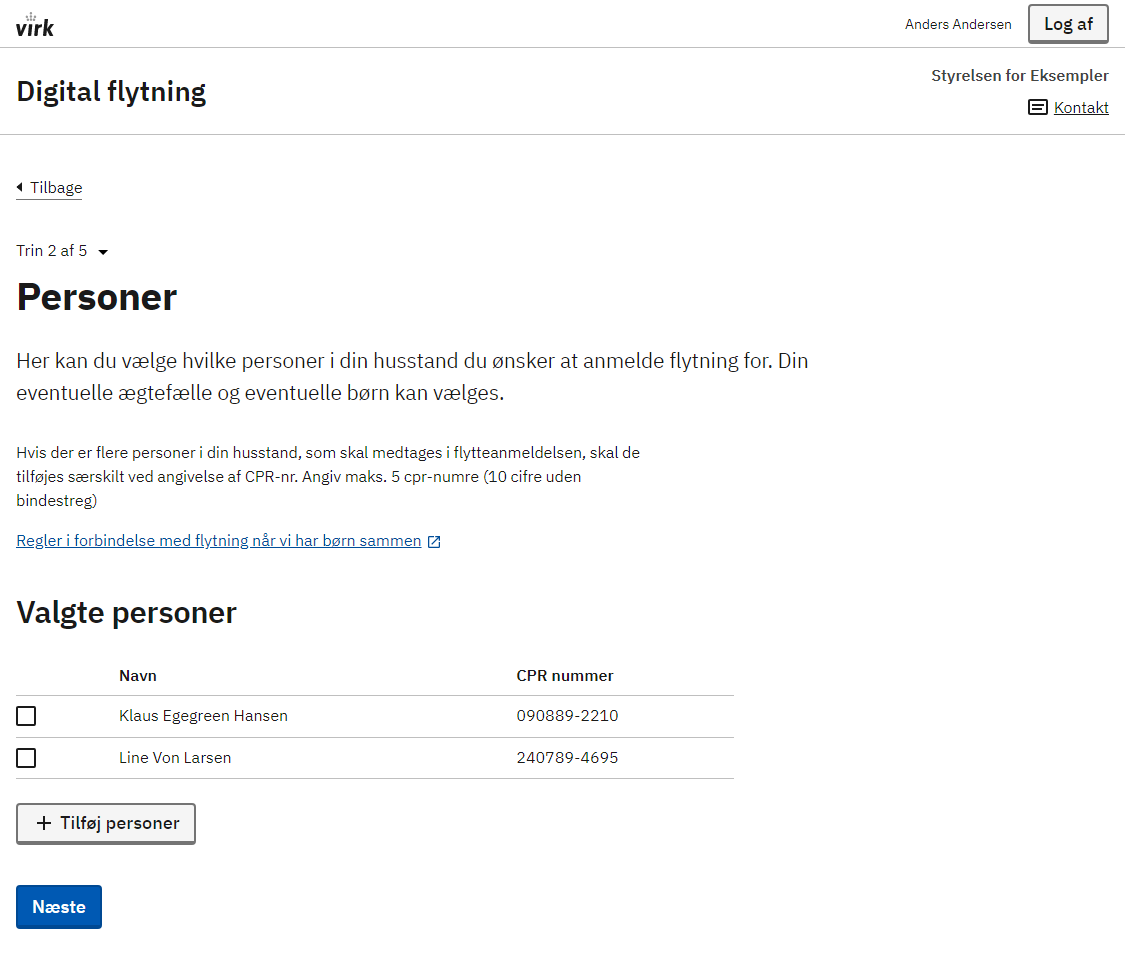 virk
Anders Andersen
Log af
Digital flytning
Styrelsen for Eksempler
Kontakt
Tilbage
Trin 2 af 5
Personer
Her kan du vælge hvilke personer i din husstand du ønsker at anmelde flytning for. Din
eventuelle ægtefælle og eventuelle børn kan vælges.
Hvis der er flere personer i din husstand, som skal medtages i flytteanmeldelsen, skal de
tilføjes særskilt ved angivelse af CPR-nr. Angiv maks. 5 cpr-numre (10 cifre uden
bindestreg)
Regler i forbindelse med flytning når vi har børn sammen
Valgte personer
Navn CPR nummer
Klaus Egegreen Hansen 090889-2210
Line Von Larsen 240789-4695
+ Tilføj personer
Næste